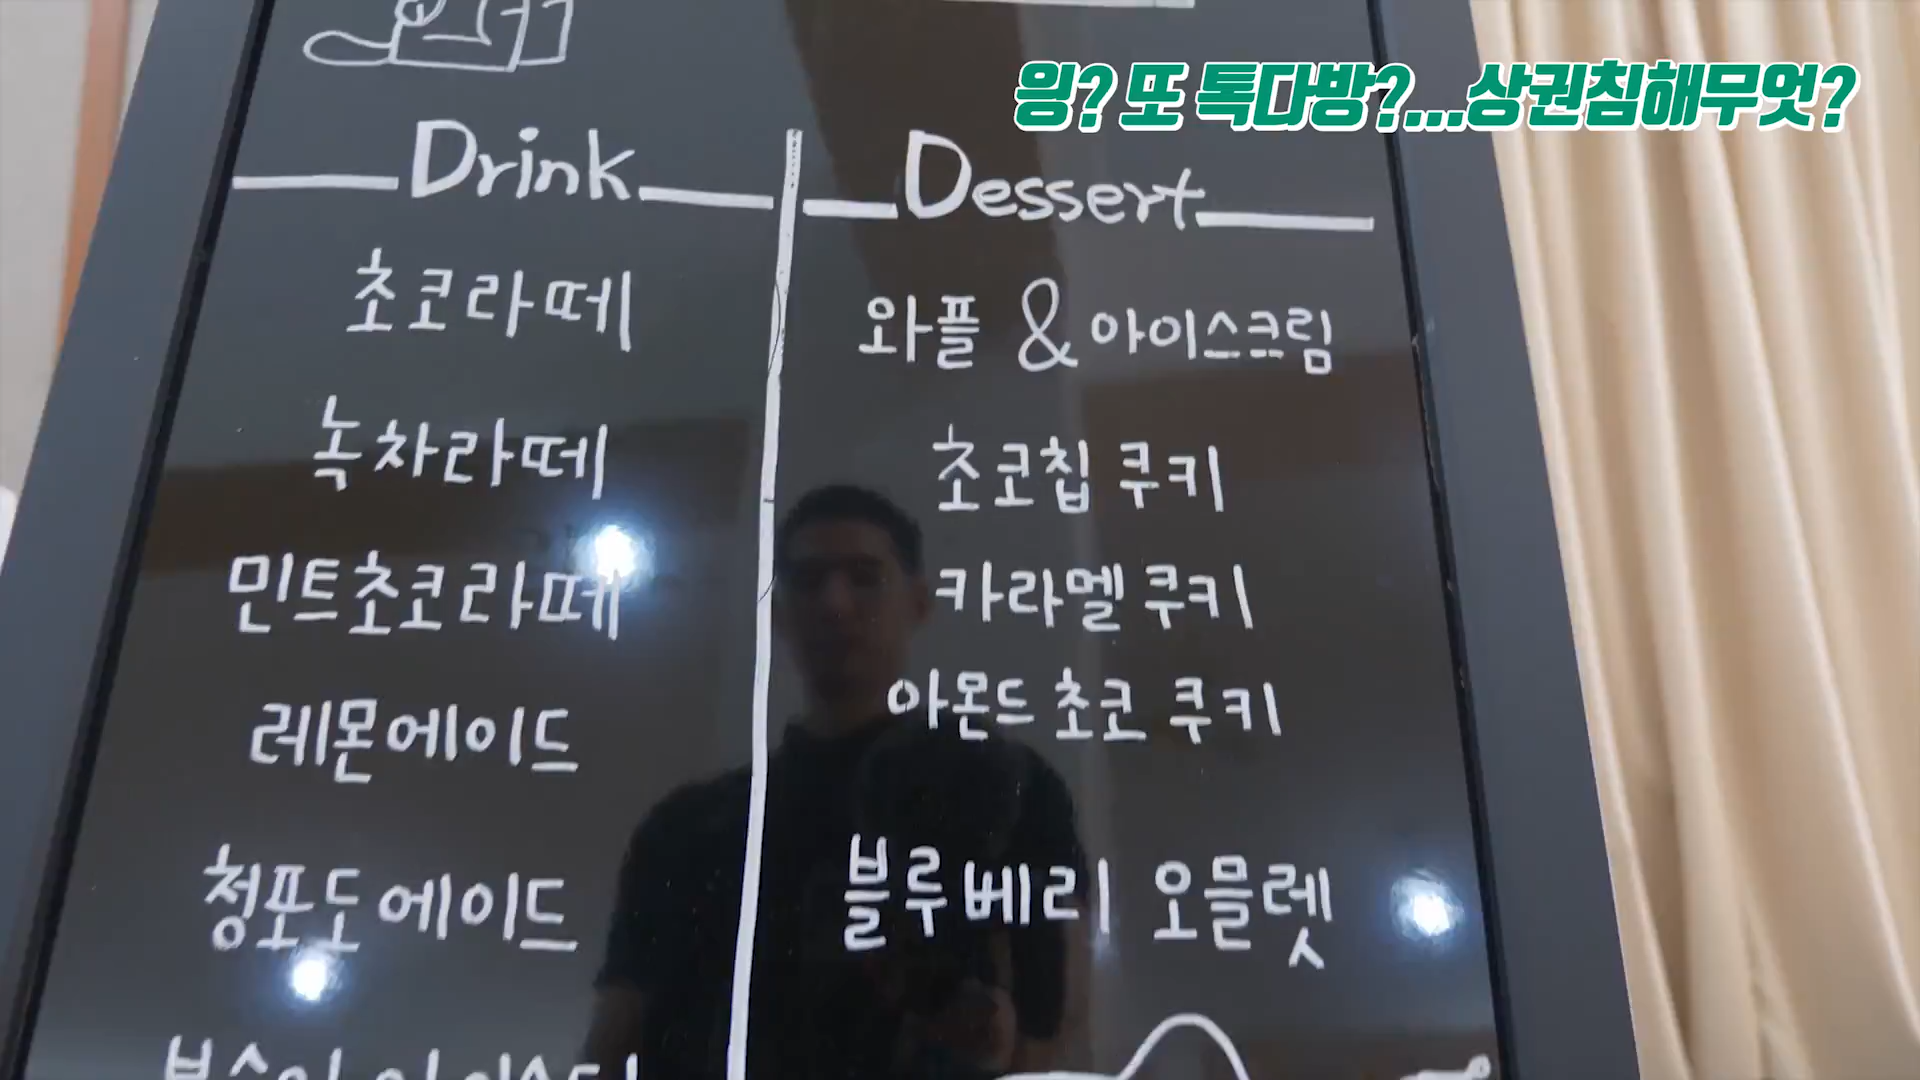 읭? 또 톡다방?...상권침해무엇?
Drink
초코라떼
녹차라떼
민트초코라떼
레몬에이드
청포도에이드
Dessert
와플 & 아이스크림
초코칩 쿠키
카라멜 쿠키
아몬드 초코 쿠키
블루베리 오믈렛